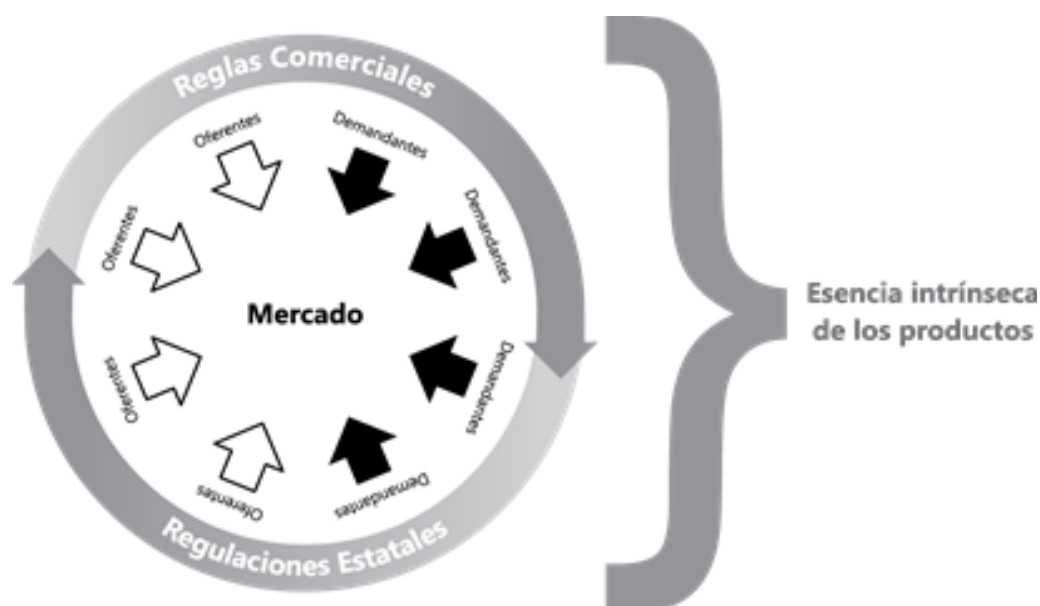 Reglas Comerciales
Oferentes
Demandantes
Oferentes
Demandantes
Mercado
Esencia intrínseca
de los productos
Oferentes
Demandantes
Oferentes
Demandantes
Regulaciones Estatales